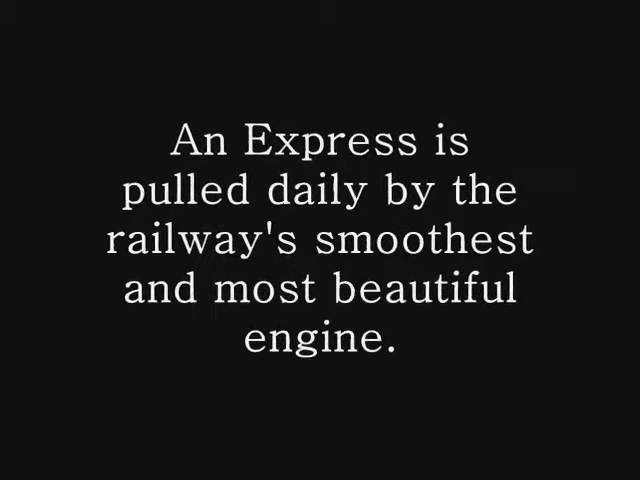 An Express is
pulled daily by the
railway's smoothest
and most beautiful
engine.